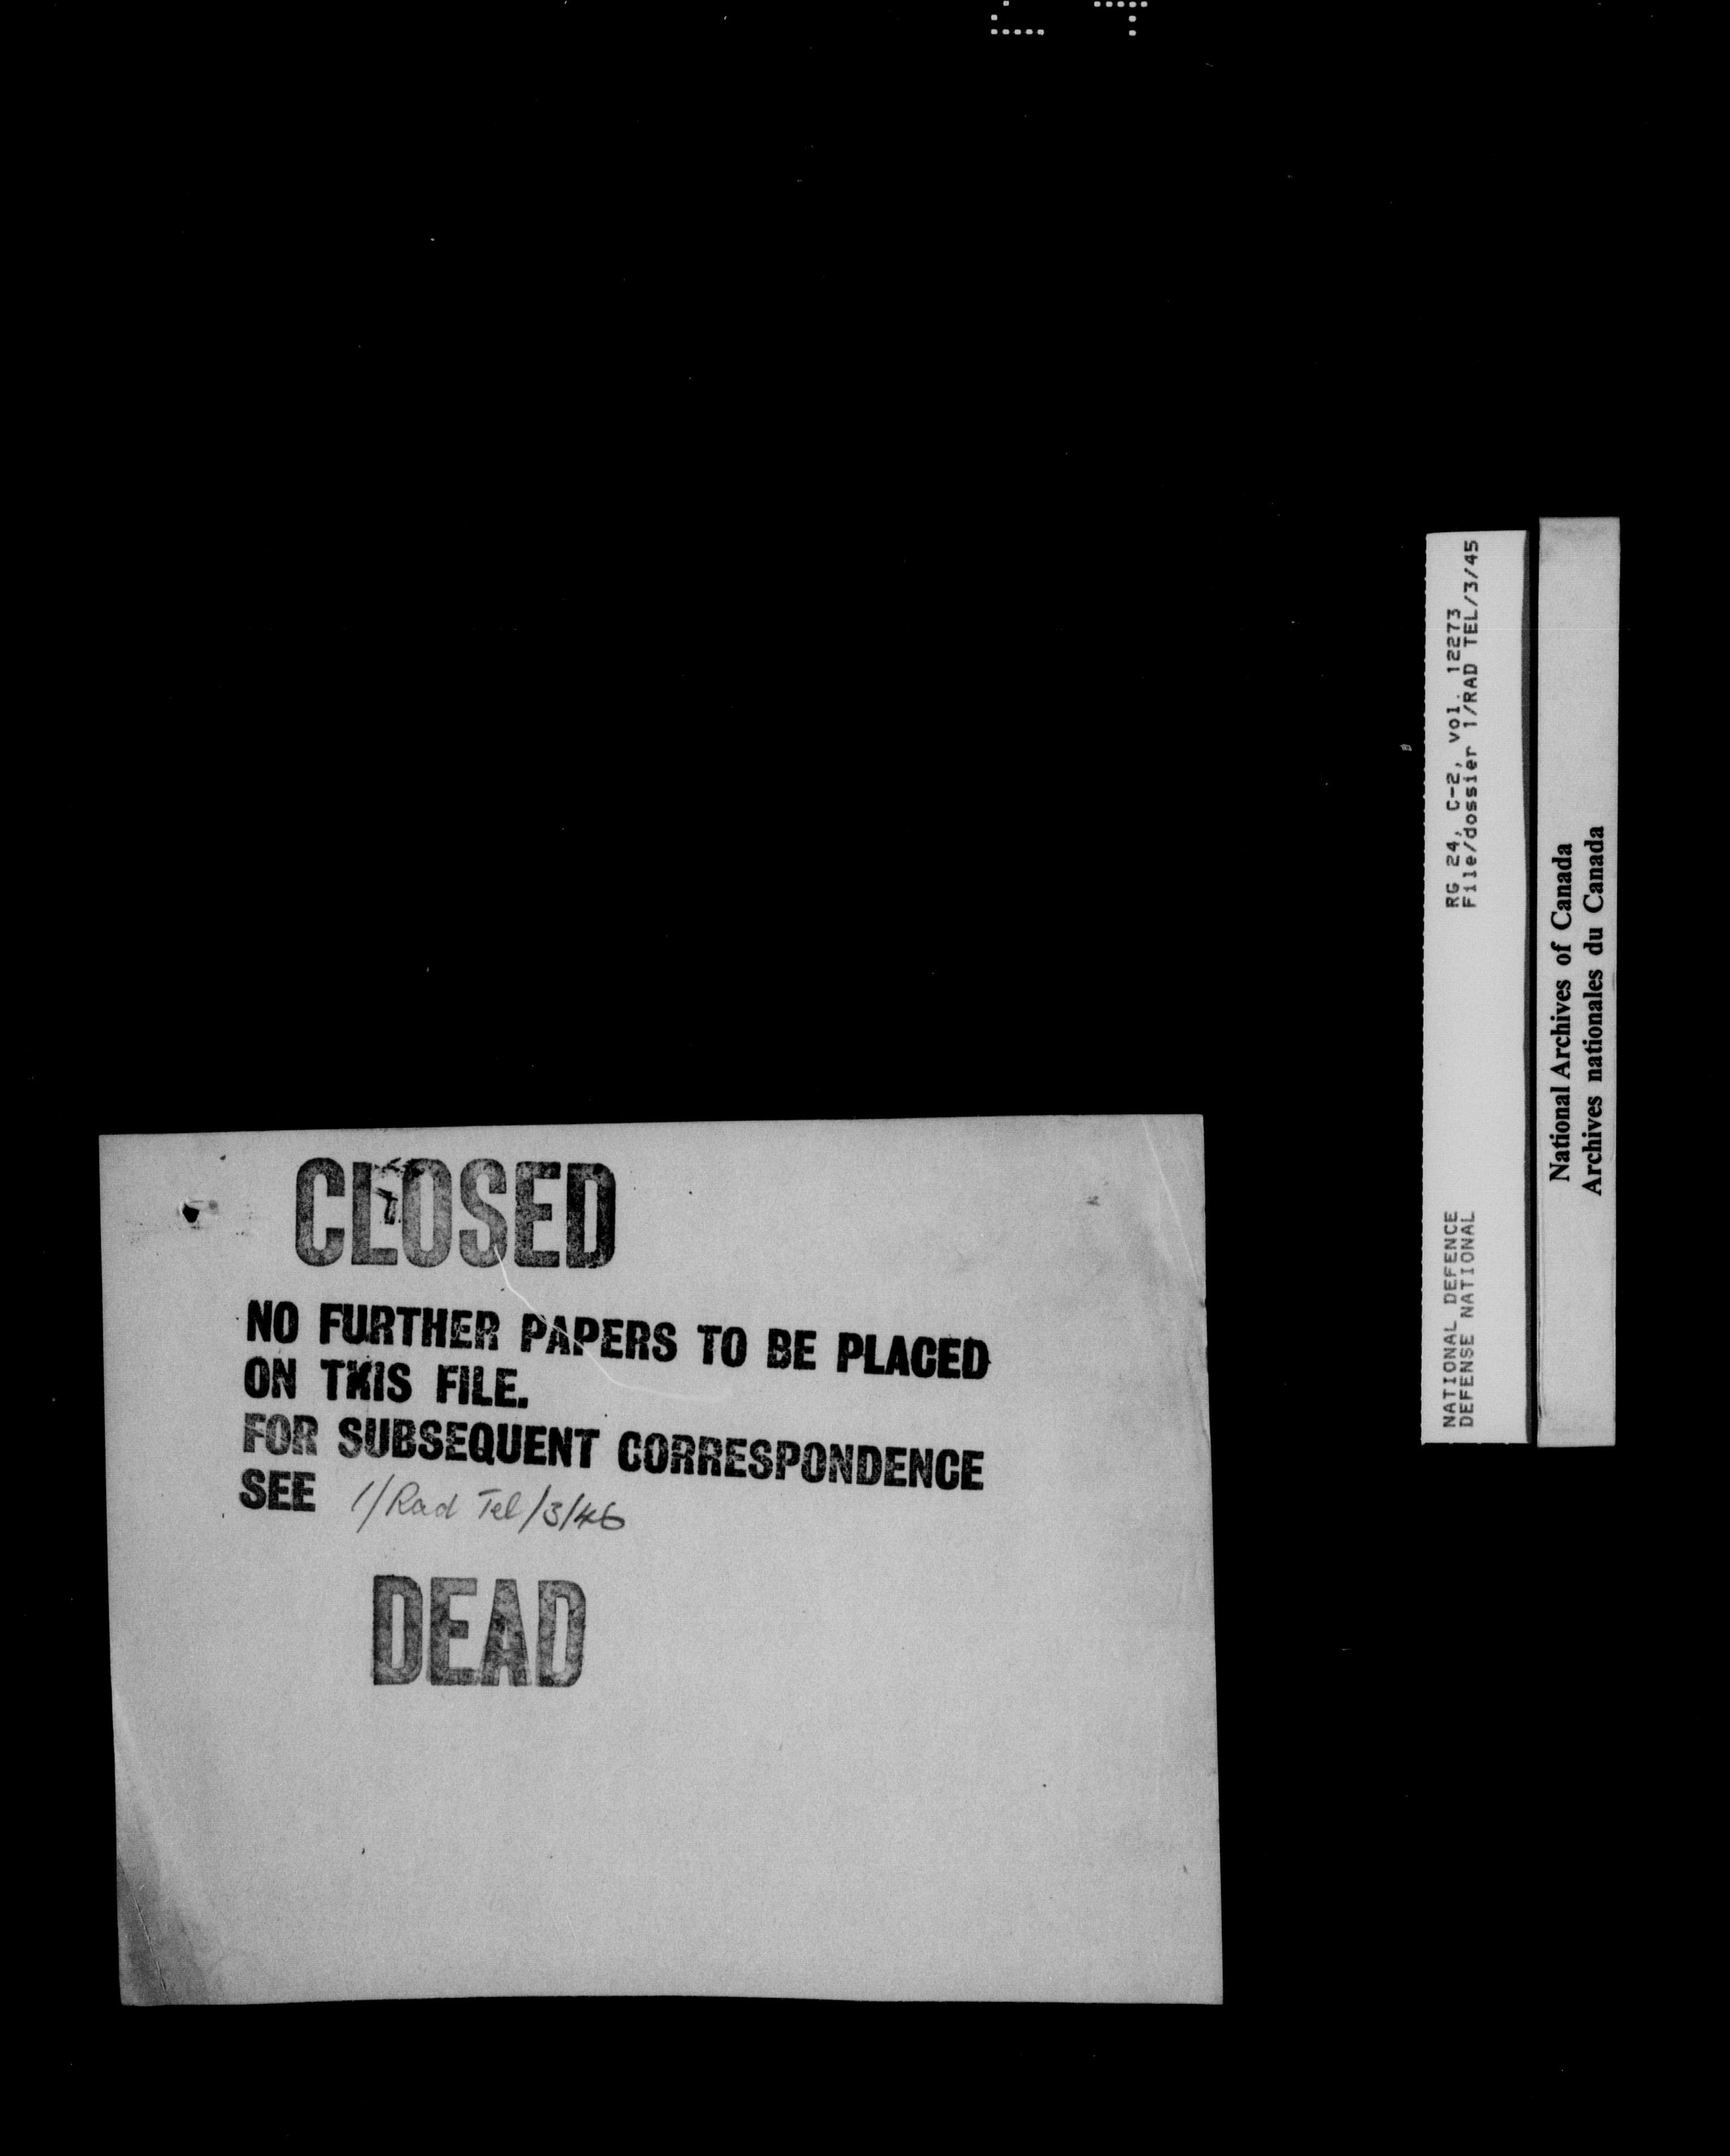 CLOSED
NO FURTHER PAPERS TO BE PLACED
ON THIS FILE.
FOR SUBSEQUENT CORRESPONDENCE
SEE 1/Rad Tel/3/46
DEAD
NATIONAL DEFENCE RG 24, C-2, vol. 12273
DEFENSE NATIONAL File/dossier 1/RAD TEL/3/45
National Archives of Canada
Archives nationales du Canada